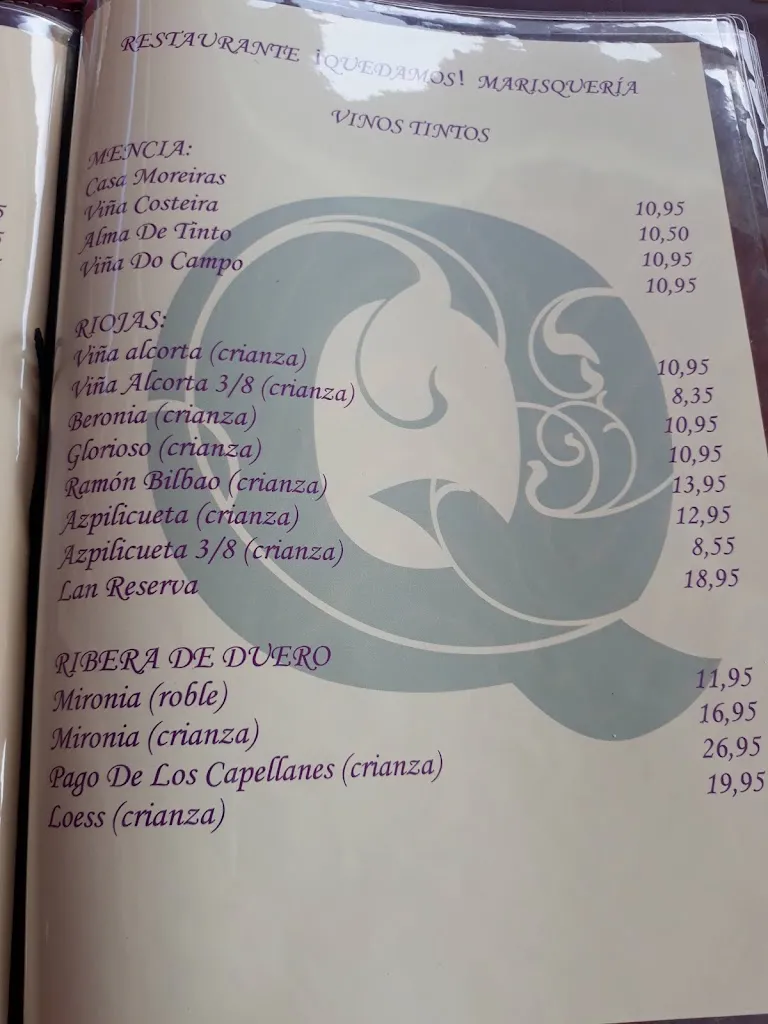 RESTAURANTE ¡QUEDAMOS! MARISQUERÍA
VINOS TINTOS
MENCIA:
Casa Moreiras 10,95
Viña Costeira 10,50
Alma De Tinto 10,95
Viña Do Campo 10,95
RIOJAS:
Viña alcorta (crianza) 10,95
Viña Alcorta 3/8 (crianza) 8,35
Beronia (crianza) 10,95
Glorioso (crianza) 10,95
Ramón Bilbao (crianza) 13,95
Azpilicueta (crianza) 12,95
Azpilicueta 3/8 (crianza) 8,55
Lan Reserva 18,95
RIBERA DE DUERO
Mironia (roble) 11,95
Mironia (crianza) 16,95
Pago De Los Capellanes (crianza) 26,95
Loess (crianza) 19,95